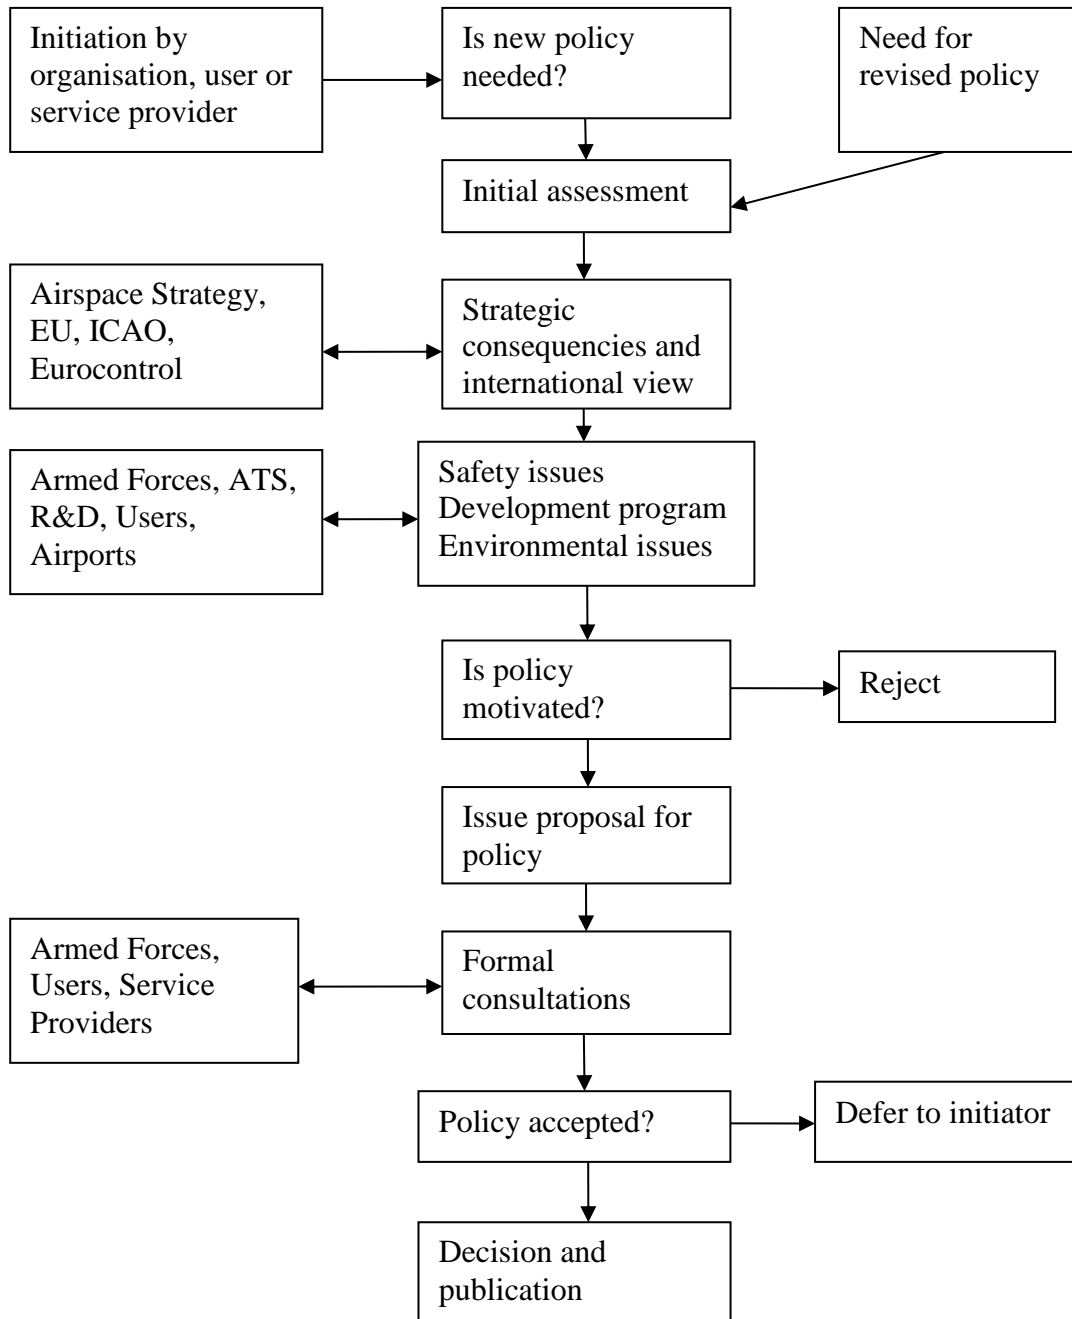 Initiation by
organisation, user or
service provider
Is new policy
needed?
Need for
revised policy
Initial assessment
Airspace Strategy,
EU, ICAO,
Eurocontrol
Strategic
consequencies and
international view
Armed Forces, ATS,
R&D, Users,
Airports
Safety issues
Development program
Environmental issues
Is policy
motivated?
Reject
Issue proposal for
policy
Armed Forces,
Users, Service
Providers
Formal
consultations
Policy accepted?
Defer to initiator
Decision and
publication